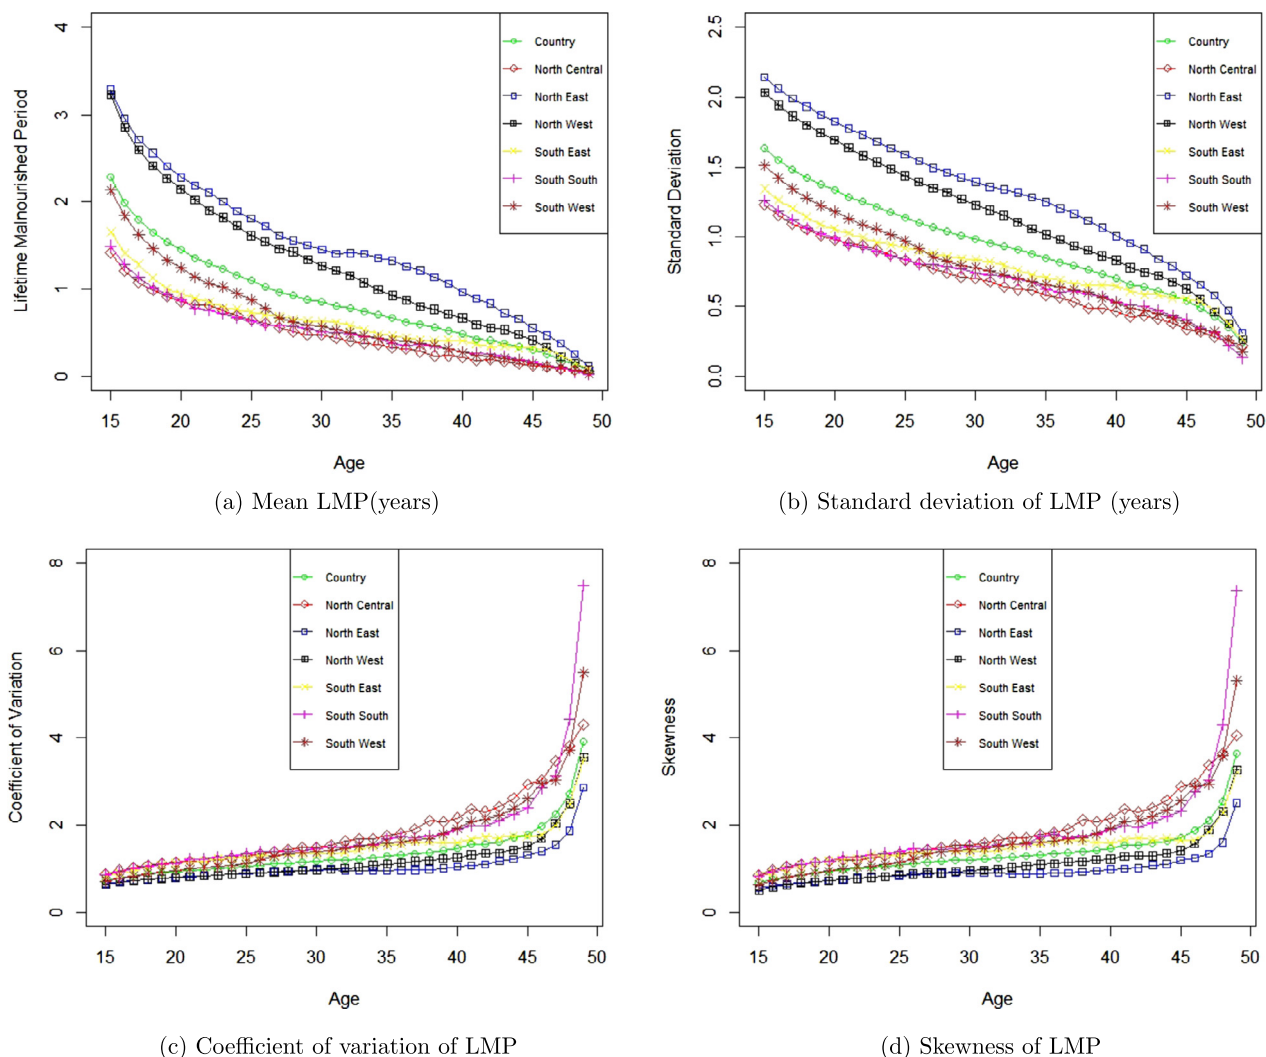 Lifetime Malnourished Period
4
3
2
1
0
Country
North Central
North East
North West
South East
South South
South West
15 20 25 30 35 40 45 50
Age
(a) Mean LMP(years)
Standard Deviation
2.5
2.0
1.5
1.0
0.5
0.0
Country
North Central
North East
North West
South East
South South
South West
15 20 25 30 35 40 45 50
Age
(b) Standard deviation of LMP (years)
Coefficient of Variation
8
6
4
2
0
Country
North Central
North East
North West
South East
South South
South West
15 20 25 30 35 40 45 50
Age
(c) Coefficient of variation of LMP
Skewness
8
6
4
2
0
Country
North Central
North East
North West
South East
South South
South West
15 20 25 30 35 40 45 50
Age
(d) Skewness of LMP